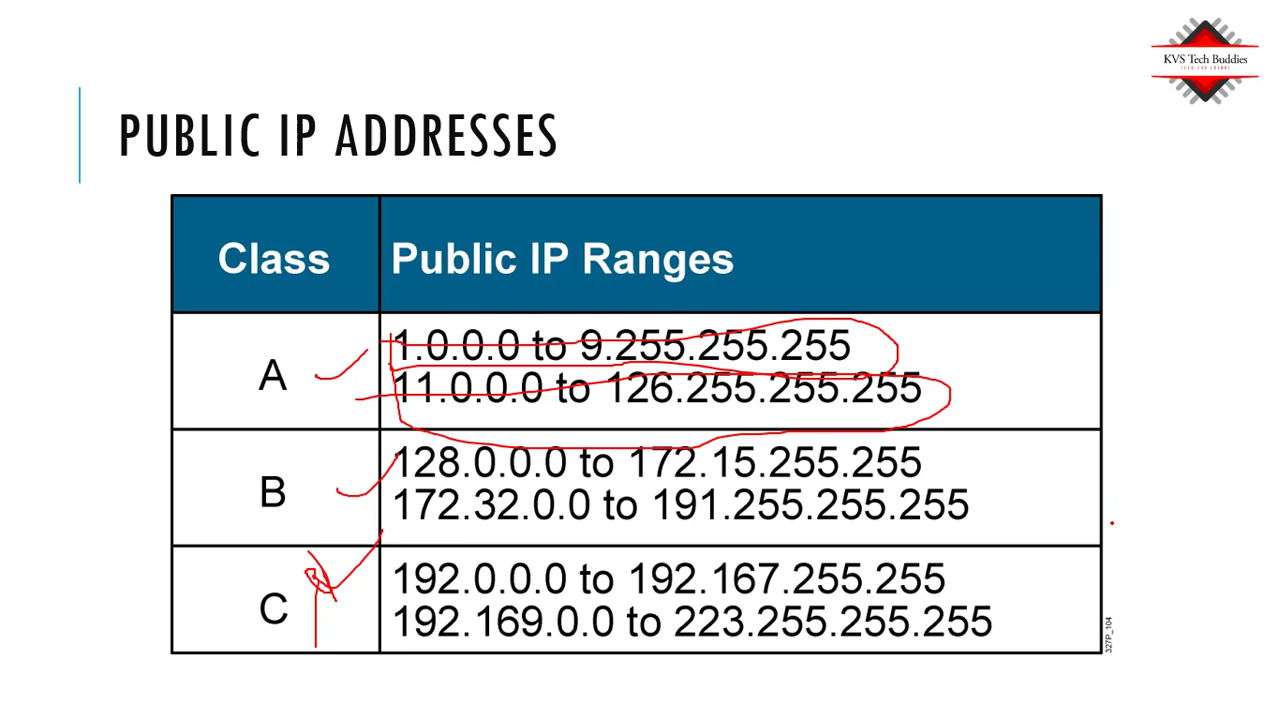 KVS Tech Buddies
PUBLIC IP ADDRESSES
Class
Public IP Ranges
A
1.0.0.0 to 9.255.255.255
11.0.0.0 to 126.255.255.255
B
128.0.0.0 to 172.15.255.255
172.32.0.0 to 191.255.255.255
C
192.0.0.0 to 192.167.255.255
192.169.0.0 to 223.255.255.255
327P_104